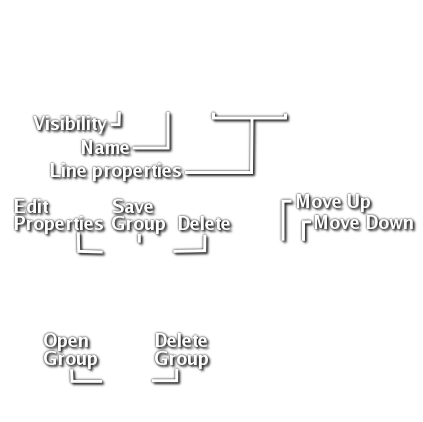 Visibility
Name
Line properties
Edit
Properties
Save
Group
Delete
Move Up
Move Down
Open
Group
Delete
Group